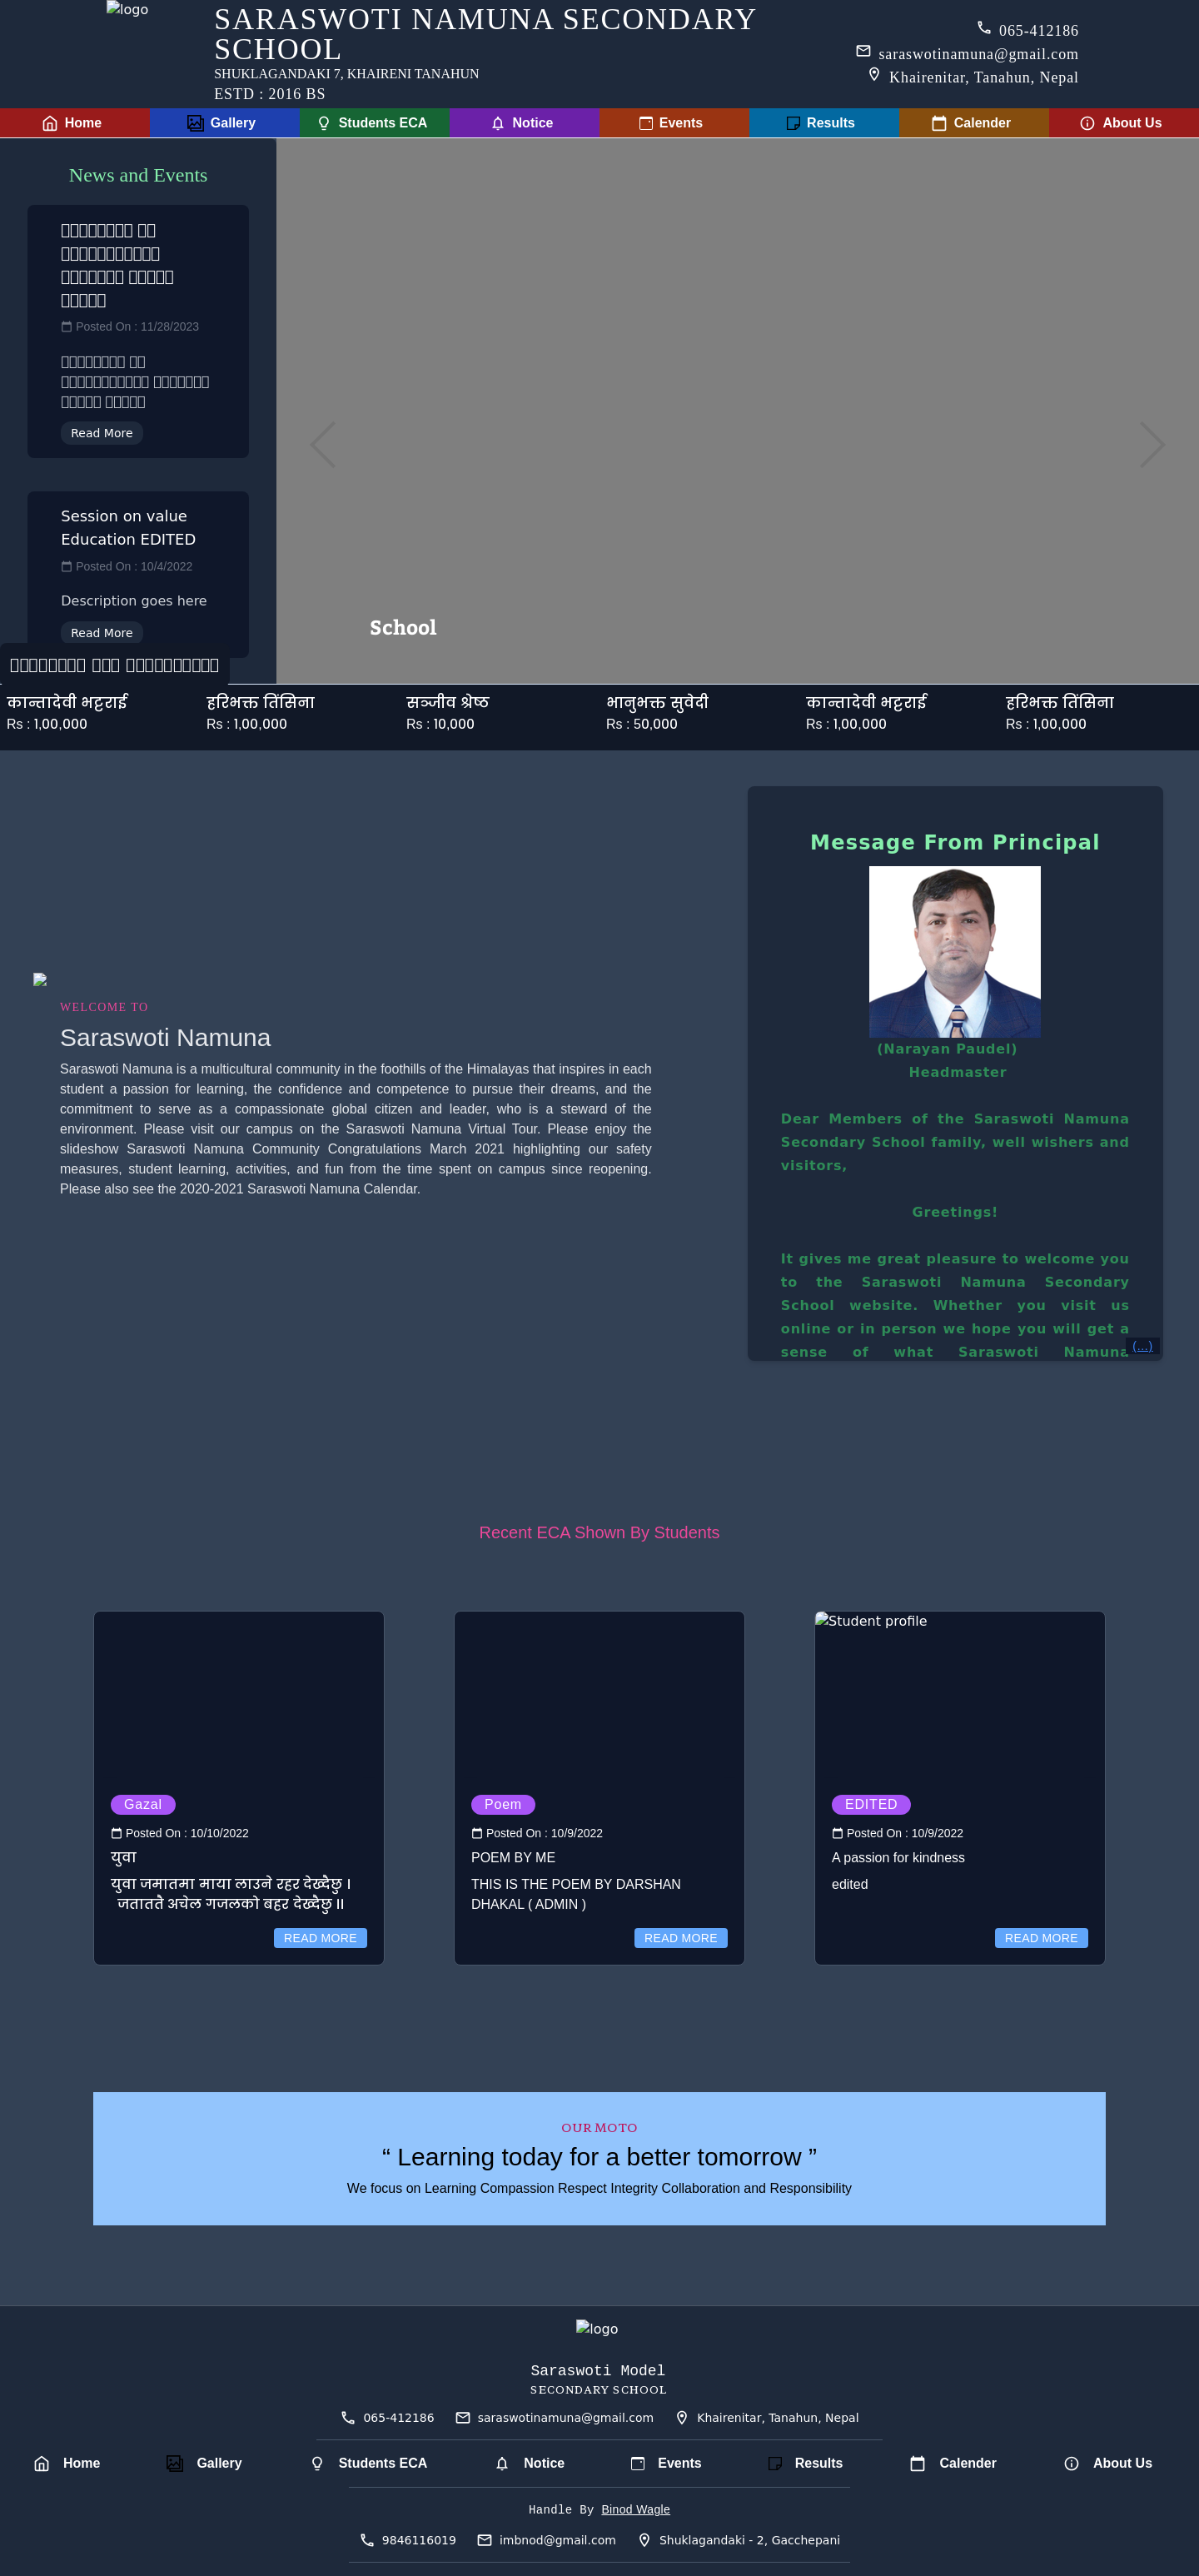 logo
SARASWOTI NAMUNA SECONDARY
SCHOOL
SHUKLAGANDAKI 7, KHAIRENI TANAHUN
ESTD : 2016 BS
065-412186
saraswotinamuna@gmail.com
Khairenitar, Tanahun, Nepal
Home
Gallery
Students ECA
Notice
Events
Results
Calender
About Us
News and Events
Posted On : 11/28/2023
Read More
Session on value
Education EDITED
Posted On : 10/4/2022
Description goes here
Read More
School
कान्तादेवी भट्टराई
Rs : 1,00,000
हरिभक्त तिंसिना
Rs : 1,00,000
सञ्जीव श्रेष्ठ
Rs : 10,000
भानुभक्त सुवेदी
Rs : 50,000
कान्तादेवी भट्टराई
Rs : 1,00,000
हरिभक्त तिंसिना
Rs : 1,00,000
WELCOME TO
Saraswoti Namuna
Saraswoti Namuna is a multicultural community in the foothills of the Himalayas that inspires in each
student a passion for learning, the confidence and competence to pursue their dreams, and the
commitment to serve as a compassionate global citizen and leader, who is a steward of the
environment. Please visit our campus on the Saraswoti Namuna Virtual Tour. Please enjoy the
slideshow Saraswoti Namuna Community Congratulations March 2021 highlighting our safety
measures, student learning, activities, and fun from the time spent on campus since reopening.
Please also see the 2020-2021 Saraswoti Namuna Calendar.
Message From Principal
(Narayan Paudel)
Headmaster
Dear Members of the Saraswoti Namuna
Secondary School family, well wishers and
visitors,
Greetings!
It gives me great pleasure to welcome you
to the Saraswoti Namuna Secondary
School website. Whether you visit us
online or in person we hope you will get a
sense of what Saraswoti Namuna
(...)
Recent ECA Shown By Students
Gazal
Posted On : 10/10/2022
युवा
युवा जमातमा माया लाउने रहर देख्दैछु ।
जताततै अचेल गजलको बहर देख्दैछु ।।
READ MORE
Poem
Posted On : 10/9/2022
POEM BY ME
THIS IS THE POEM BY DARSHAN
DHAKAL ( ADMIN )
READ MORE
Student profile
EDITED
Posted On : 10/9/2022
A passion for kindness
edited
READ MORE
OUR MOTO
“ Learning today for a better tomorrow ”
We focus on Learning Compassion Respect Integrity Collaboration and Responsibility
logo
Saraswoti Model
SECONDARY SCHOOL
065-412186
saraswotinamuna@gmail.com
Khairenitar, Tanahun, Nepal
Home
Gallery
Students ECA
Notice
Events
Results
Calender
About Us
Handle By Binod Wagle
9846116019
imbnod@gmail.com
Shuklagandaki - 2, Gacchepani